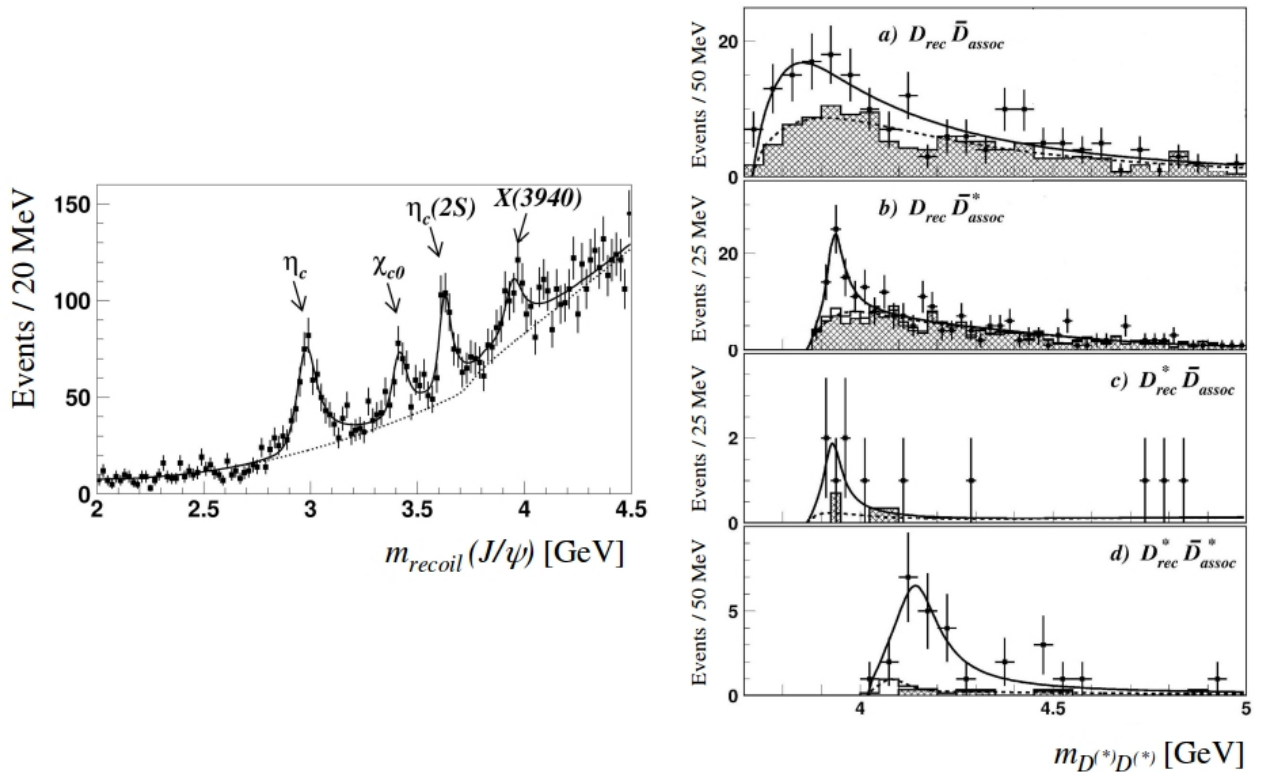 Events / 20 MeV
150
100
50
0
η_c
χ_c0
η_c(2S)
X(3940)
2 2.5 3 3.5 4 4.5
m_recoil (J/ψ) [GeV]
Events / 50 MeV
20
0
a) D_rec D̄_assoc
Events / 25 MeV
20
0
b) D_rec D̄*_assoc
Events / 25 MeV
2
0
c) D*_rec D̄_assoc
Events / 50 MeV
5
0
d) D*_rec D̄*_assoc
4 4.5 5
m_D(*)D(*) [GeV]